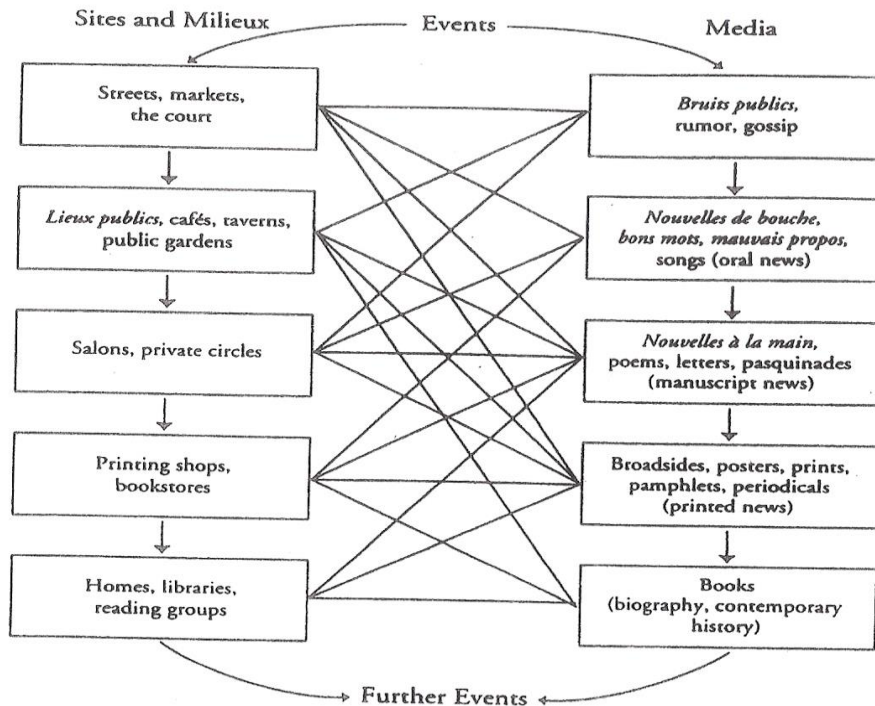 Sites and Milieux
Events
Media
Streets, markets,
the court
Bruits publics,
rumor, gossip
Lieux publics, cafés, taverns,
public gardens
Nouvelles de bouche,
bons mots, mauvais propos,
songs (oral news)
Salons, private circles
Nouvelles à la main,
poems, letters, pasquinades
(manuscript news)
Printing shops,
bookstores
Broadsides, posters, prints,
pamphlets, periodicals
(printed news)
Homes, libraries,
reading groups
Books
(biography, contemporary
history)
Further Events